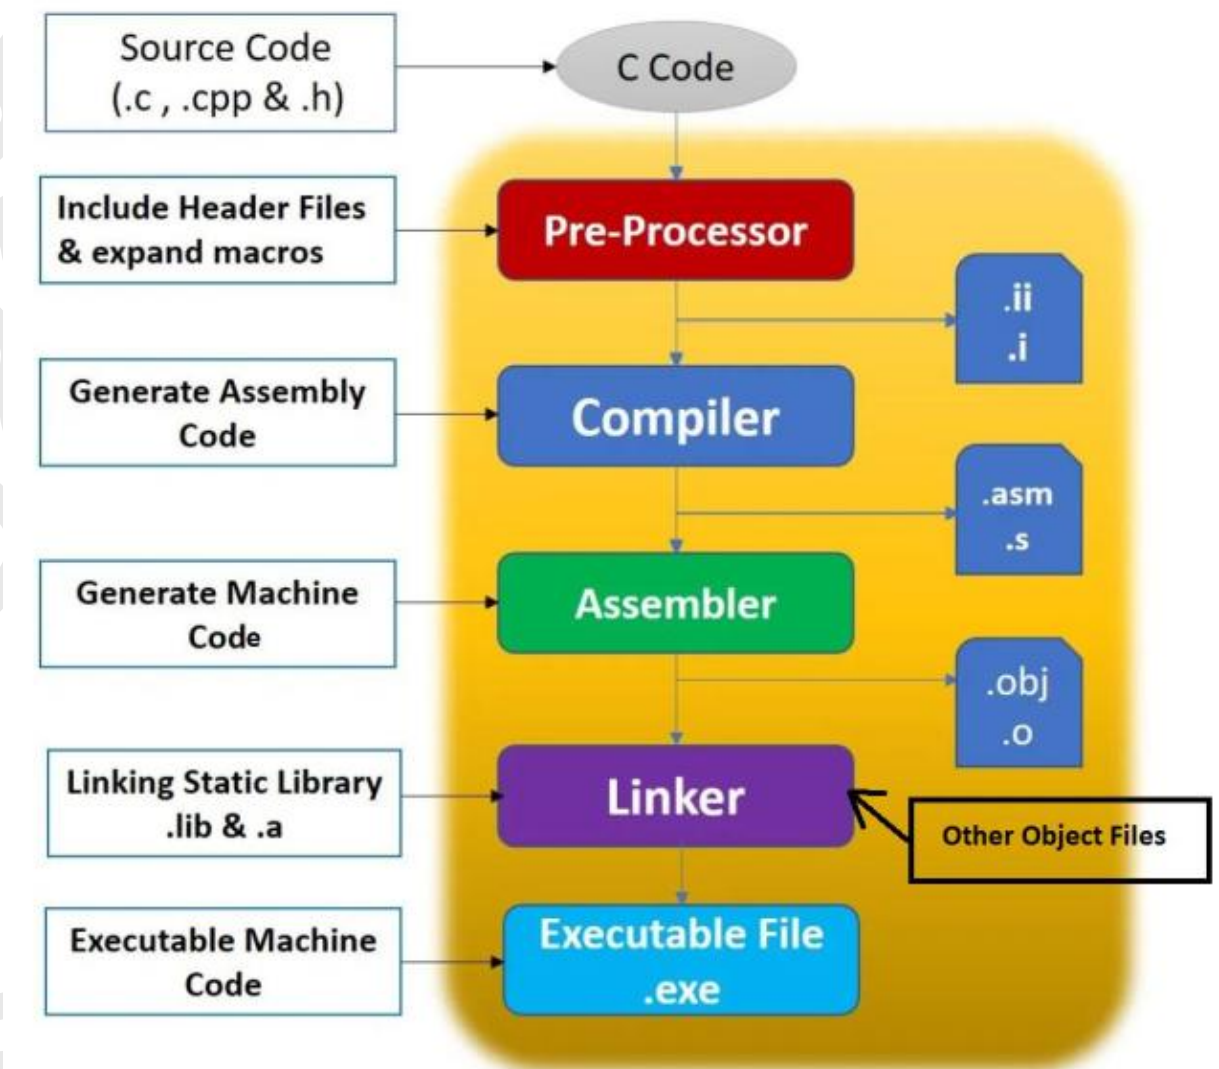 Source Code
(.c , .cpp & .h)
C Code
Include Header Files
& expand macros
Pre-Processor
.ii
.i
Generate Assembly
Code
Compiler
.asm
.s
Generate Machine
Code
Assembler
.obj
.o
Linking Static Library
.lib & .a
Linker
Other Object Files
Executable Machine
Code
Executable File
.exe